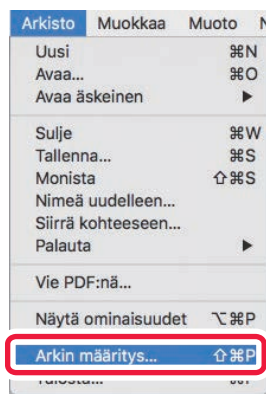 Arkisto Muokkaa Muoto
Uusi ⌘N
Avaa... ⌘O
Avaa äskeinen ▶
Sulje ⌘W
Tallenna... ⌘S
Monista ⇧⌘S
Nimeä uudelleen...
Siirrä kohteeseen...
Palauta ▶
Vie PDF:nä...
Näytä ominaisuudet ⌥⌘P
Arkin määritys... ⇧⌘P